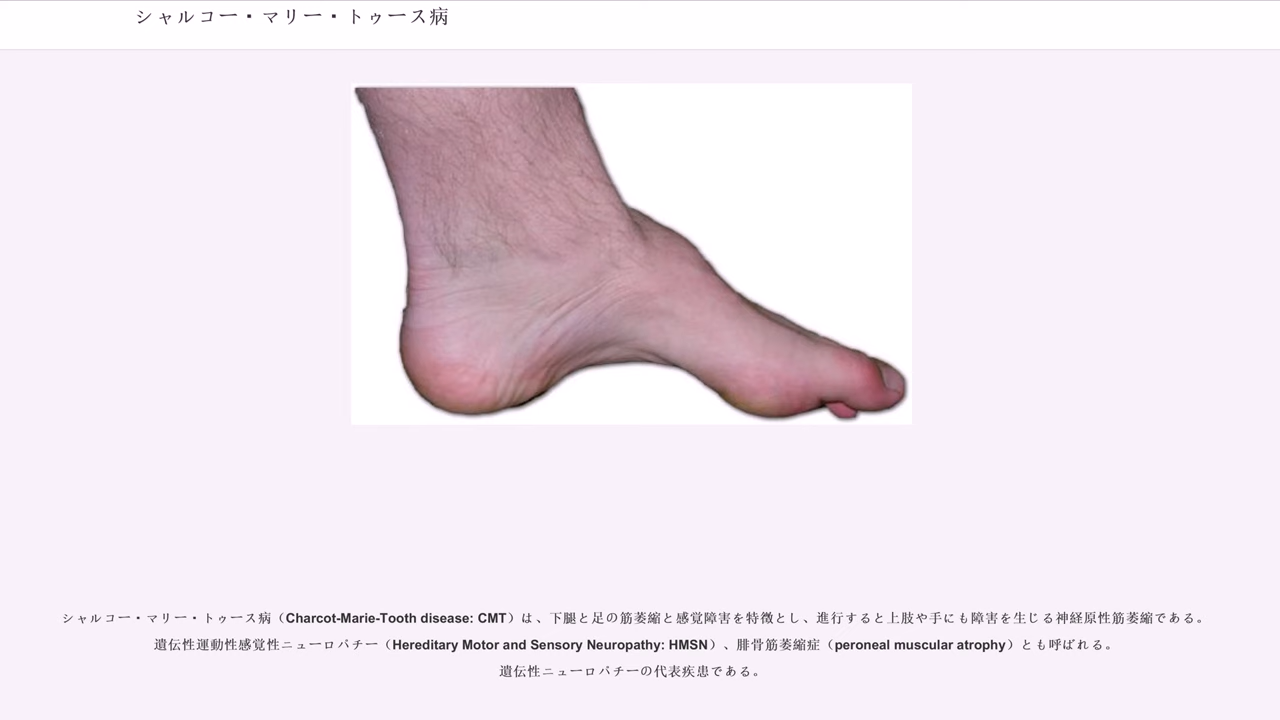 シャルコー・マリー・トゥース病
シャルコー・マリー・トゥース病（Charcot-Marie-Tooth disease: CMT）は、下腿と足の筋萎縮と感覚障害を特徴とし、進行すると上肢や手にも障害を生じる神経原性筋萎縮である。
遺伝性運動性感覚性ニューロパチー（Hereditary Motor and Sensory Neuropathy: HMSN）、腓骨筋萎縮症（peroneal muscular atrophy）とも呼ばれる。
遺伝性ニューロパチーの代表疾患である。